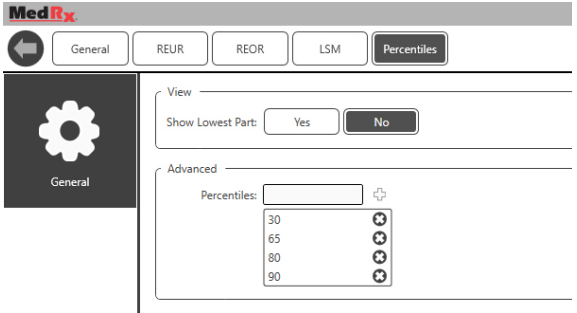 MedRx
General REUR REOR LSM Percentiles
View
Show Lowest Part: Yes No
General
Advanced
Percentiles:
30
65
80
90